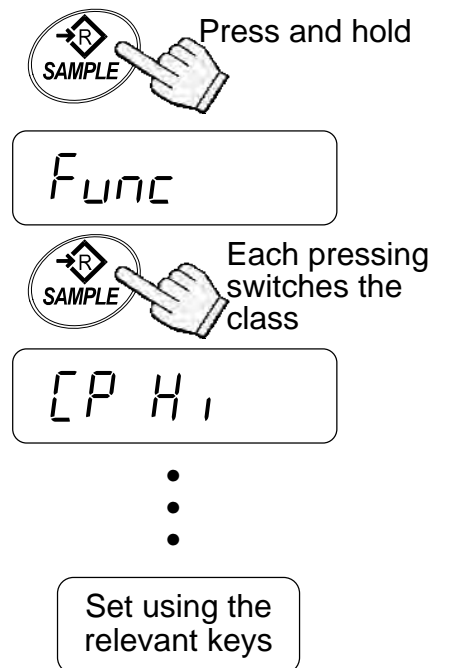 R
SAMPLE
Press and hold
Func
R
SAMPLE
Each pressing
switches the
class
CP Hi
Set using the
relevant keys